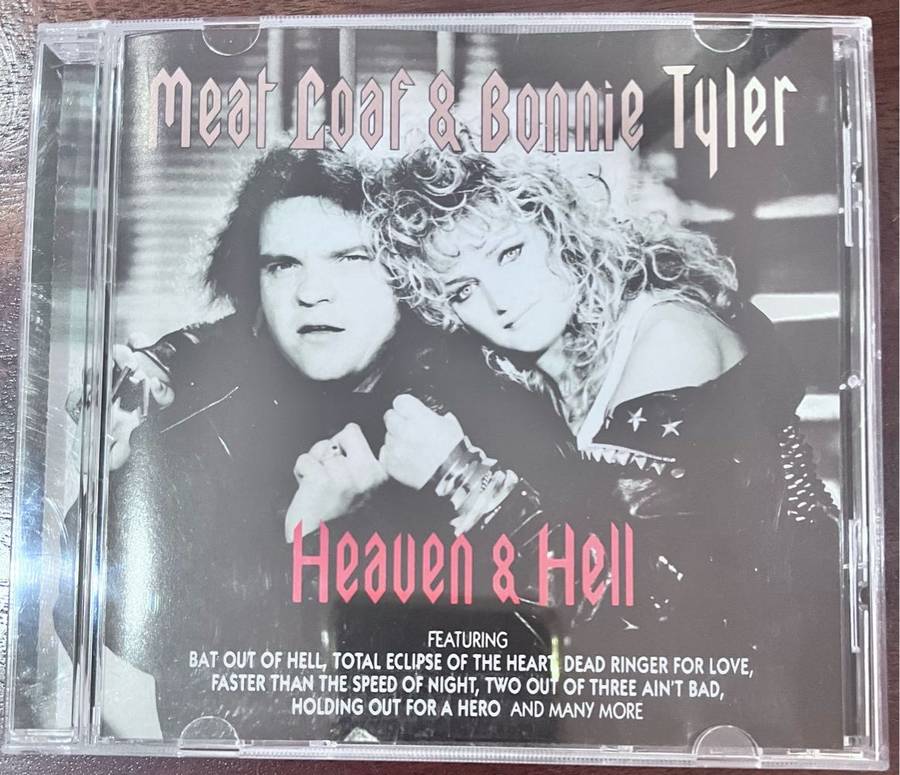 Meat Loaf & Bonnie Tyler
Heaven & Hell
FEATURING
BAT OUT OF HELL, TOTAL ECLIPSE OF THE HEART, DEAD RINGER FOR LOVE,
FASTER THAN THE SPEED OF NIGHT, TWO OUT OF THREE AIN'T BAD,
HOLDING OUT FOR A HERO AND MANY MORE